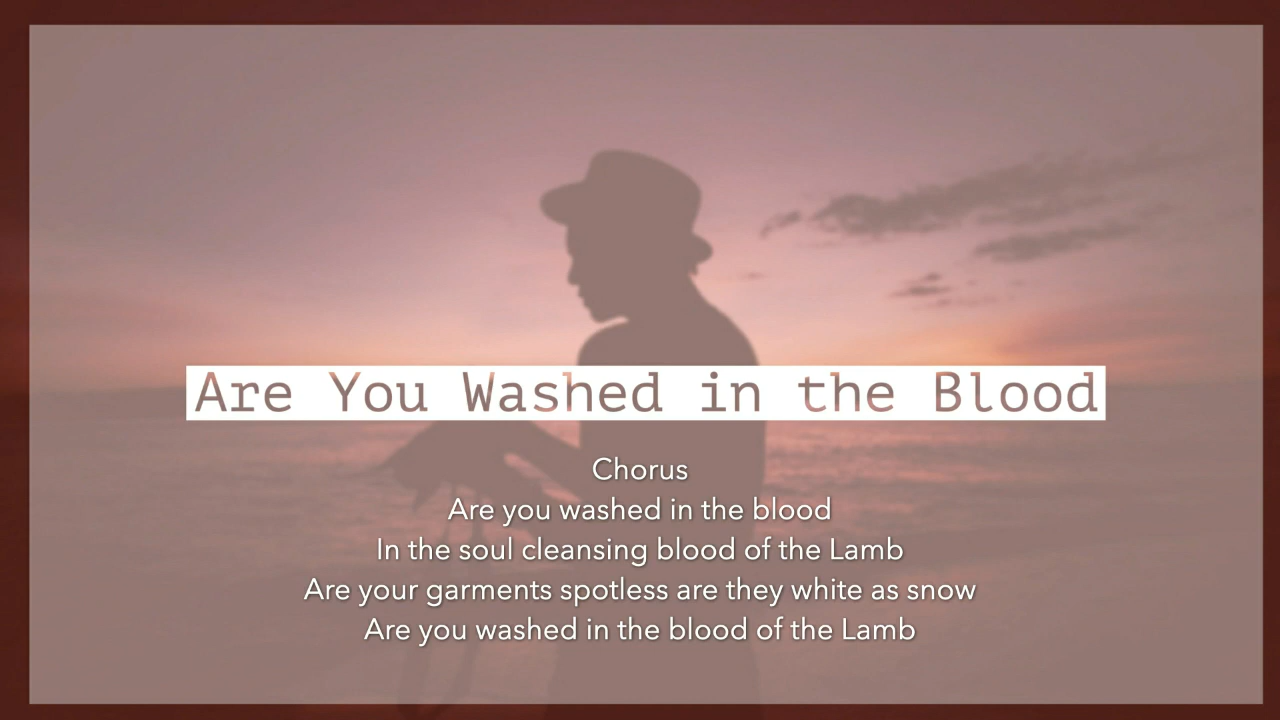 Are You Washed in the Blood
Chorus
Are you washed in the blood
In the soul cleansing blood of the Lamb
Are your garments spotless are they white as snow
Are you washed in the blood of the Lamb